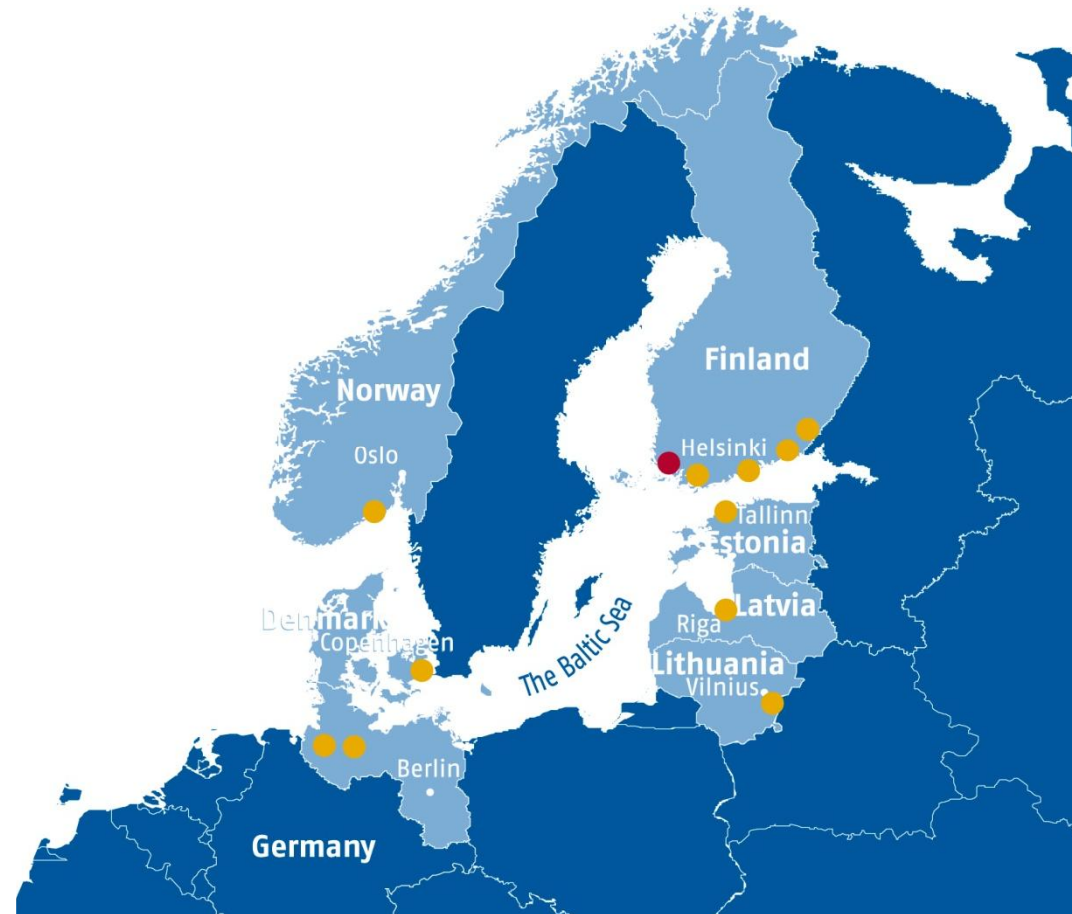 Finland
Norway
Helsinki
Oslo
Tallinn
Estonia
Denmark
Latvia
Riga
Copenhagen
The Baltic Sea
Lithuania
Vilnius
Berlin
Germany